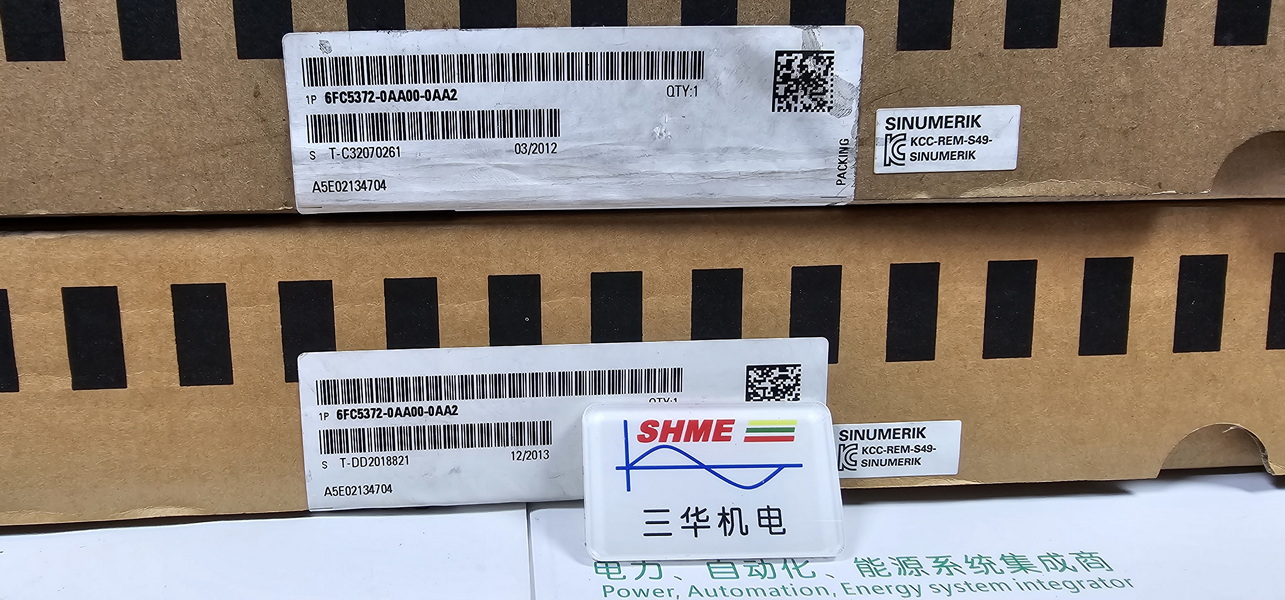 1P 6FC5372-0AA00-0AA2
QTY:1
S T-C32070261 03/2012
A5E02134704
PACKING
SINUMERIK
KCC-REM-S49-
SINUMERIK
1P 6FC5372-0AA00-0AA2
QTY:1
S T-DD2018821 12/2013
A5E02134704
SINUMERIK
KCC-REM-S49-
SINUMERIK
SHME
三华机电
电力、自动化、能源系统集成商
Power, Automation, Energy system integrator